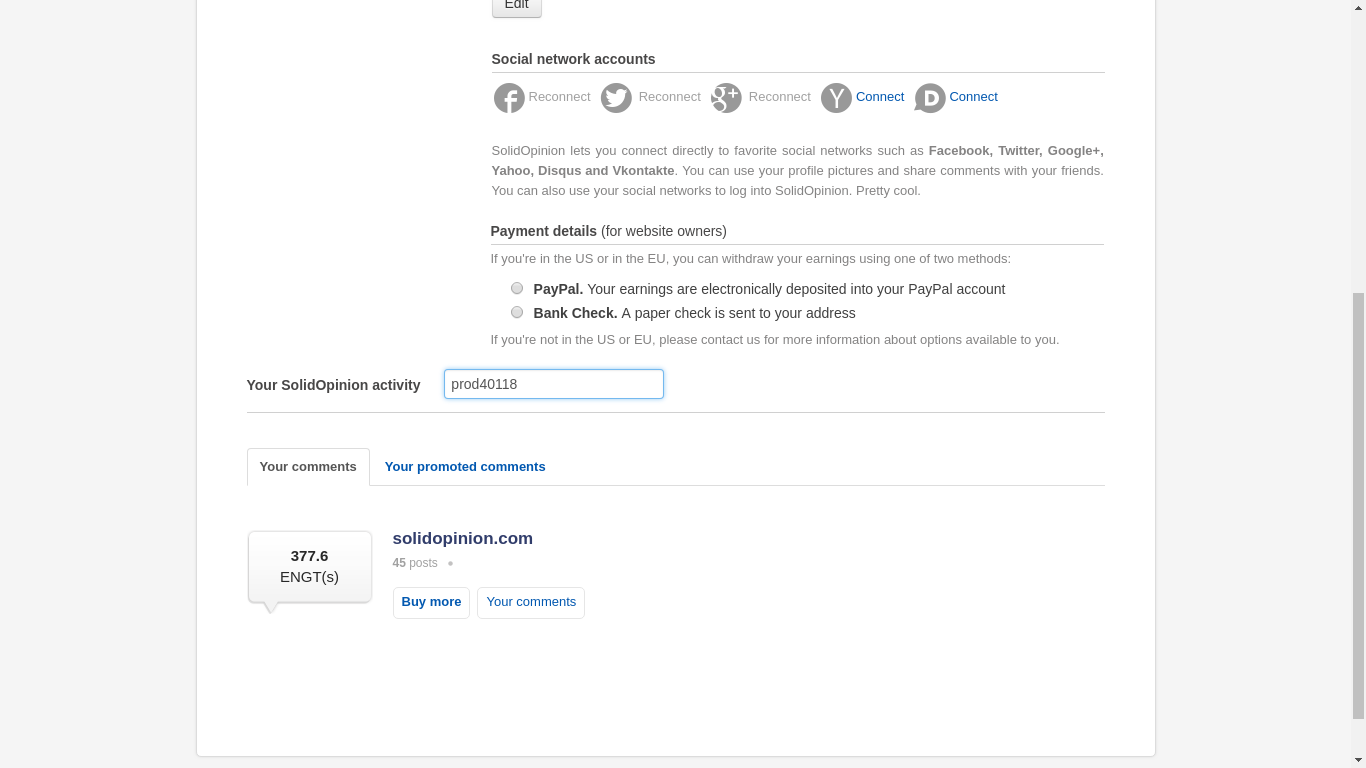 Edit
Social network accounts
Reconnect Reconnect Reconnect Connect Connect
SolidOpinion lets you connect directly to favorite social networks such as Facebook, Twitter, Google+,
Yahoo, Disqus and Vkontakte. You can use your profile pictures and share comments with your friends.
You can also use your social networks to log into SolidOpinion. Pretty cool.
Payment details (for website owners)
If you're in the US or in the EU, you can withdraw your earnings using one of two methods:
PayPal. Your earnings are electronically deposited into your PayPal account
Bank Check. A paper check is sent to your address
If you're not in the US or EU, please contact us for more information about options available to you.
Your SolidOpinion activity prod40118
Your comments Your promoted comments
377.6
ENGT(s)
solidopinion.com
45 posts
Buy more Your comments